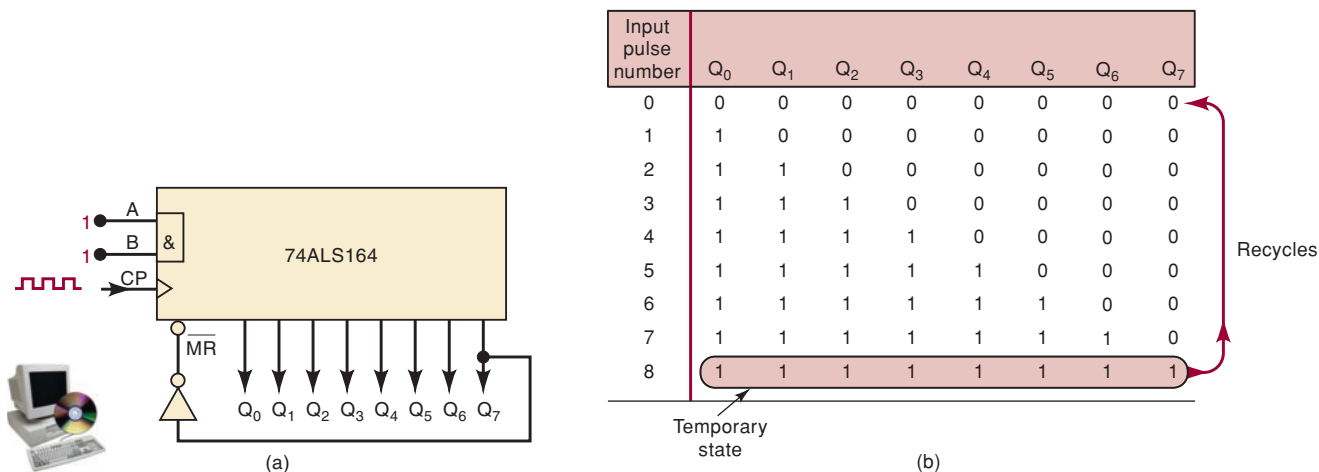 1
A
1
B
&
CP
74ALS164
MR
Q0 Q1 Q2 Q3 Q4 Q5 Q6 Q7
(a)
Input pulse number Q0 Q1 Q2 Q3 Q4 Q5 Q6 Q7
0 0 0 0 0 0 0 0 0
1 1 0 0 0 0 0 0 0
2 1 1 0 0 0 0 0 0
3 1 1 1 0 0 0 0 0
4 1 1 1 1 0 0 0 0
5 1 1 1 1 1 0 0 0
6 1 1 1 1 1 1 0 0
7 1 1 1 1 1 1 1 0
8 1 1 1 1 1 1 1 1
Recycles
Temporary
state
(b)